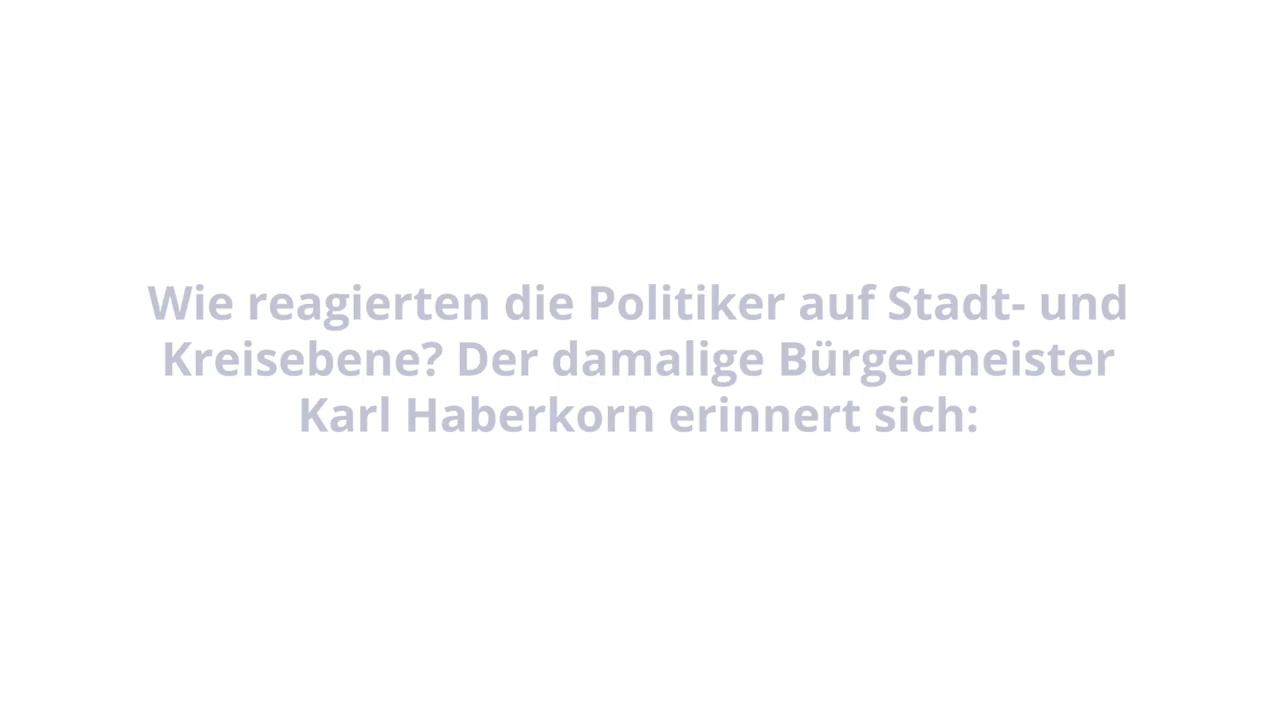 Wie reagierten die Politiker auf Stadt- und
Kreisebene? Der damalige Bürgermeister
Karl Haberkorn erinnert sich: